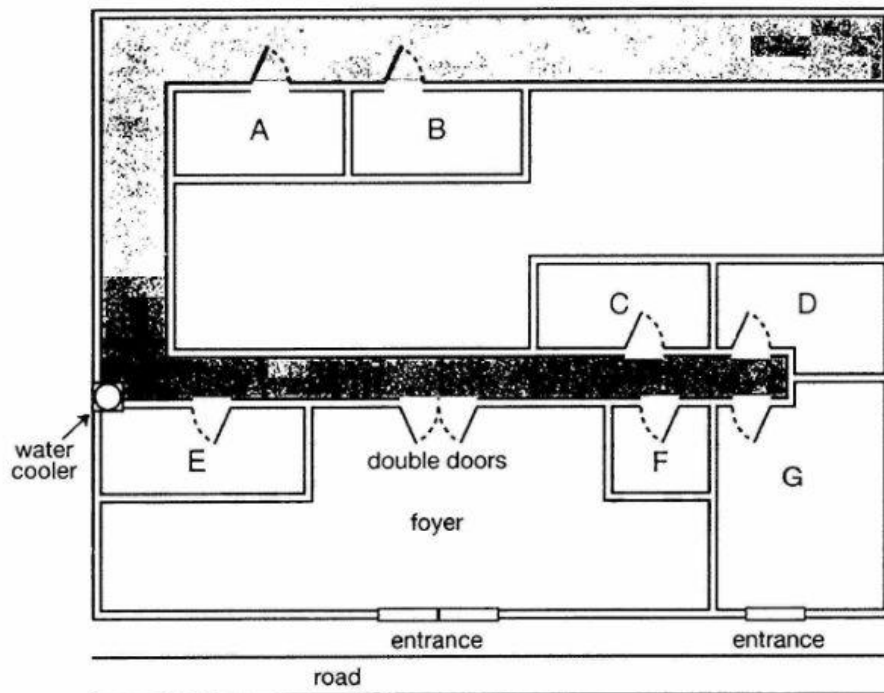 A
B
C
D
water
cooler
E
double doors
F
G
foyer
entrance
entrance
road